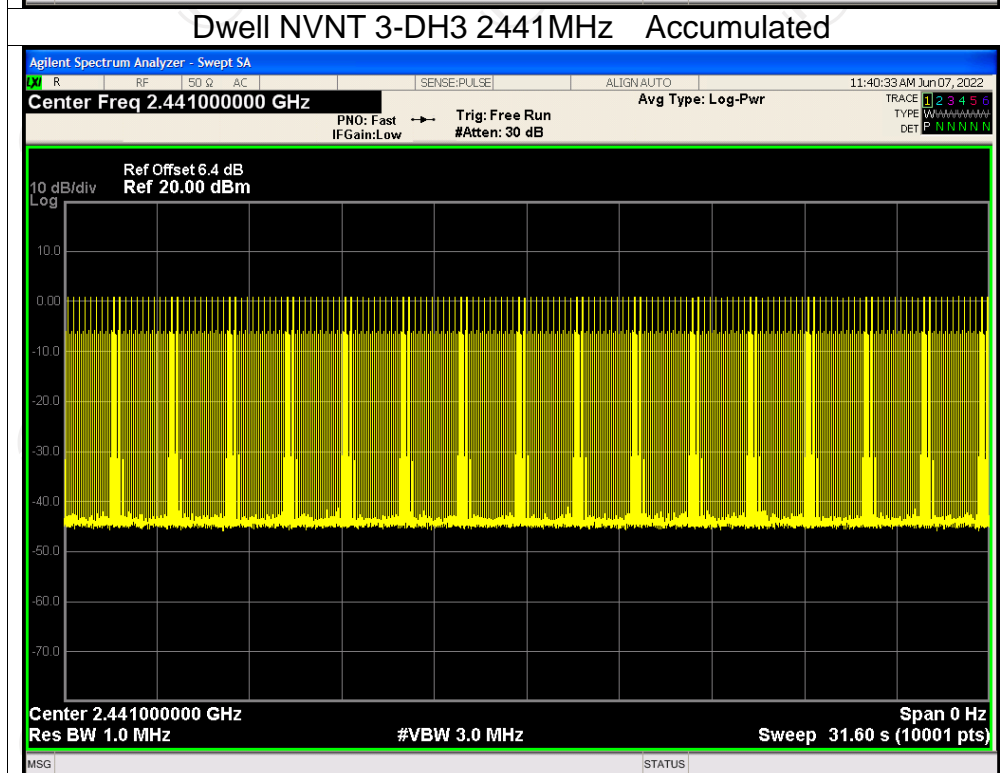 Dwell NVNT 3-DH3 2441MHz Accumulated
Agilent Spectrum Analyzer - Swept SA
LXI R RF 50 Ω AC SENSE:PULSE ALIGN AUTO 11:40:33 AM Jun 07, 2022
Center Freq 2.441000000 GHz Avg Type: Log-Pwr TRACE 1 2 3 4 5 6
PNO: Fast Trig: Free Run TYPE WWWWWW
IFGain:Low #Atten: 30 dB DET P N N N N N
Ref Offset 6.4 dB
10 dB/div Ref 20.00 dBm
Log
10.0
0.00
-10.0
-20.0
-30.0
-40.0
-50.0
-60.0
-70.0
Center 2.441000000 GHz Span 0 Hz
Res BW 1.0 MHz #VBW 3.0 MHz Sweep 31.60 s (10001 pts)
MSG STATUS